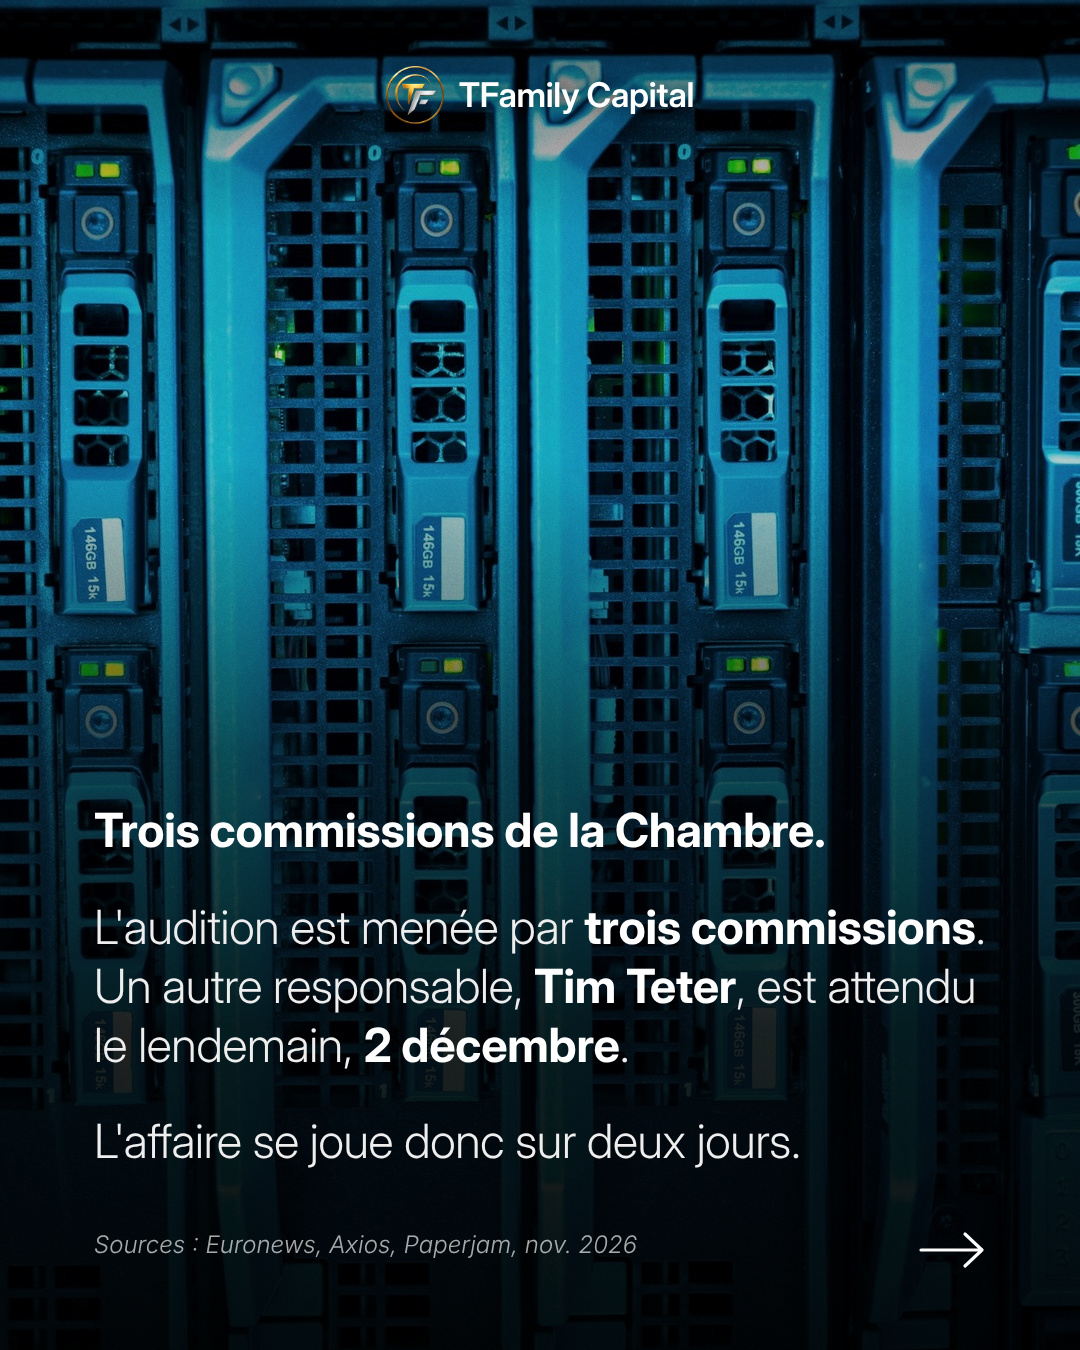 TFamily Capital
146GB 15k
146GB 15k
146GB 15k
Trois commissions de la Chambre.
L'audition est menée par trois commissions.
Un autre responsable, Tim Teter, est attendu
le lendemain, 2 décembre.
L'affaire se joue donc sur deux jours.
Sources : Euronews, Axios, Paperjam, nov. 2026